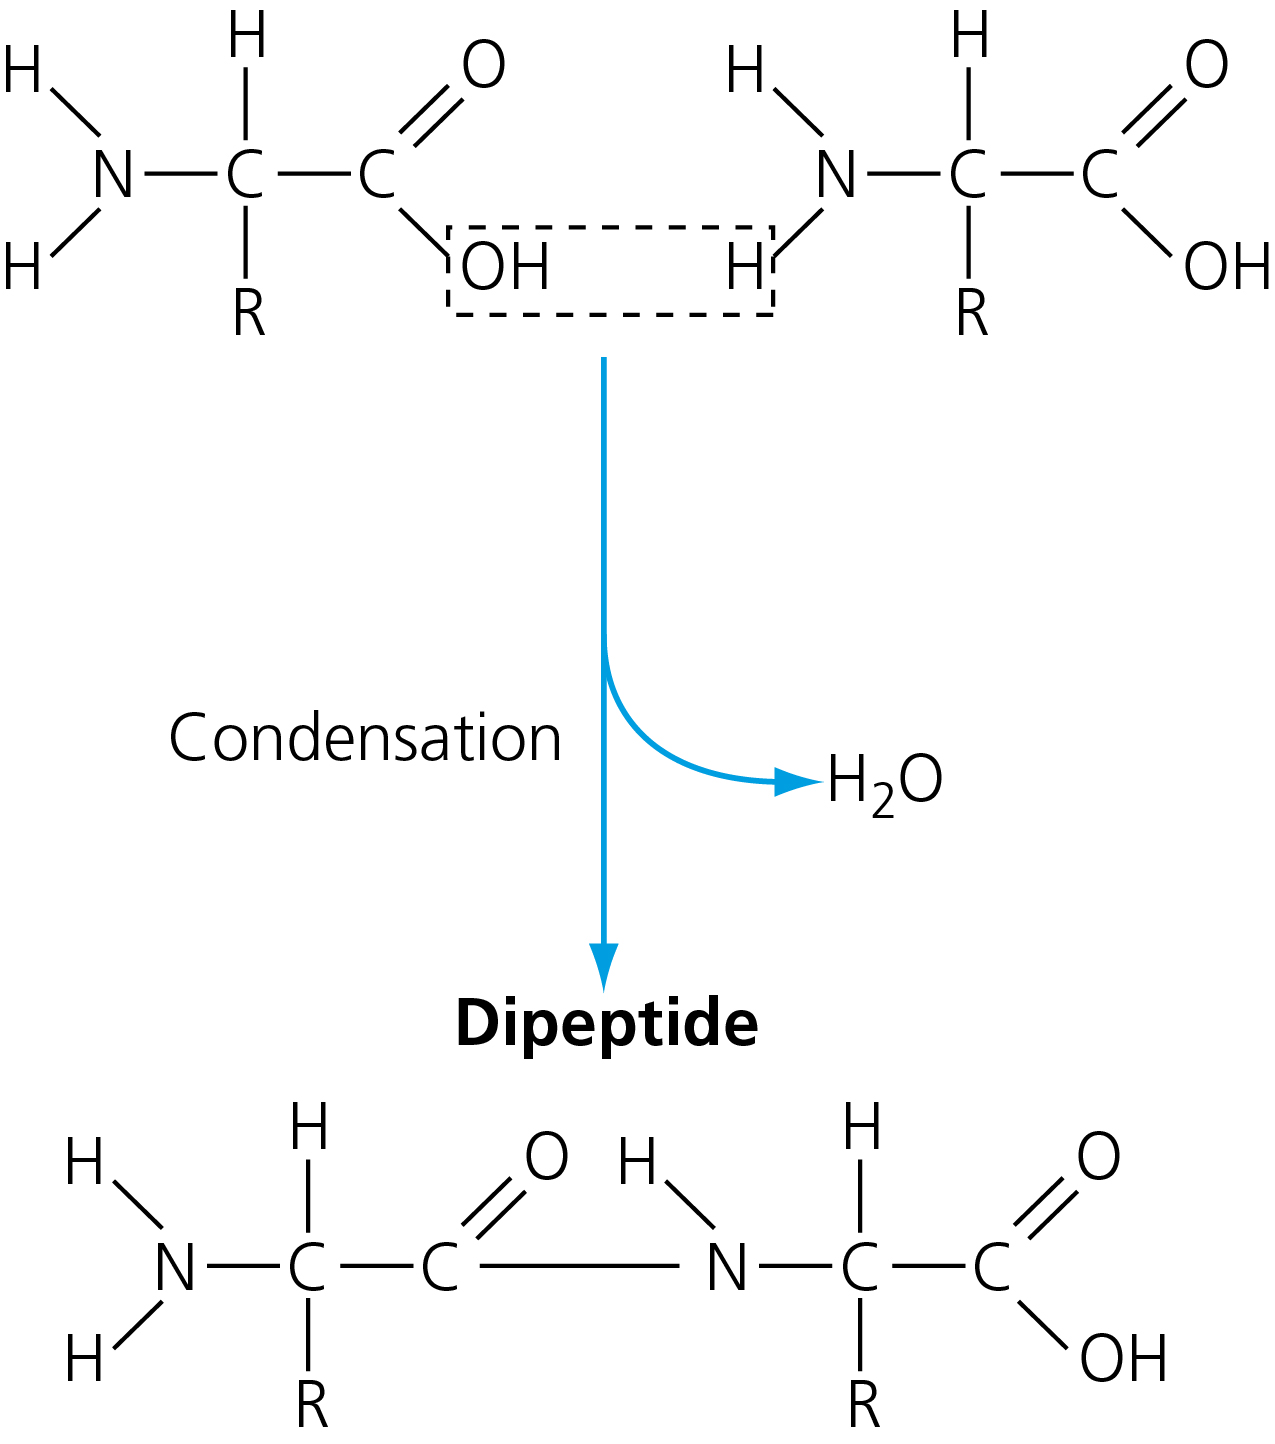 H H O H H O
N C C N C C
H OH H OH
R R
Condensation
H₂O
Dipeptide
H H O H H O
N C C N C C
H OH
R R